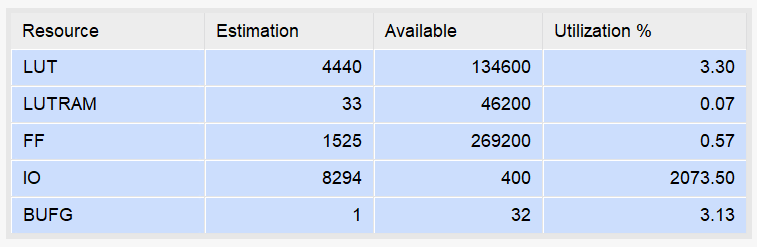 Resource Estimation Available Utilization %
LUT 4440 134600 3.30
LUTRAM 33 46200 0.07
FF 1525 269200 0.57
IO 8294 400 2073.50
BUFG 1 32 3.13